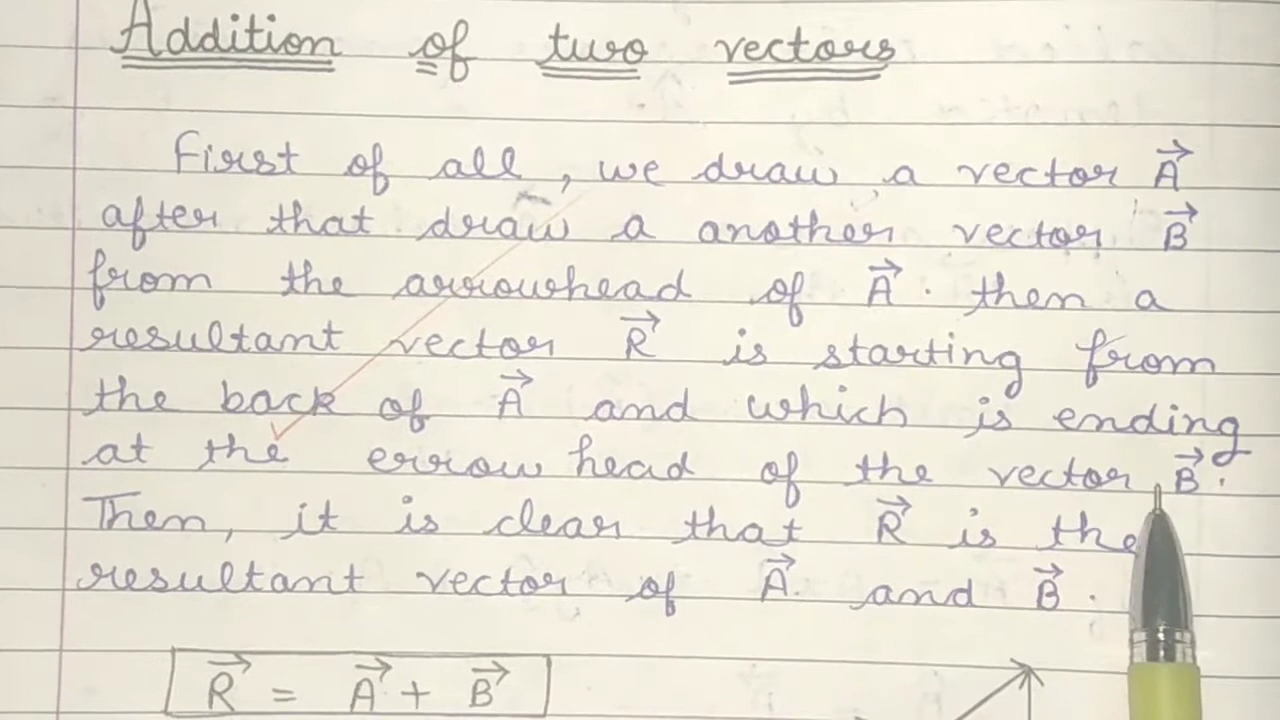 Addition of two vectors
First of all, we draw a vector A⃗
after that draw a another vector B⃗
from the arrowhead of A⃗. then a
resultant vector R⃗ is starting from
the back of A⃗ and which is ending
at the errow head of the vector B⃗.
Then, it is clear that R⃗ is the
resultant vector of A⃗ and B⃗.
R⃗ = A⃗ + B⃗